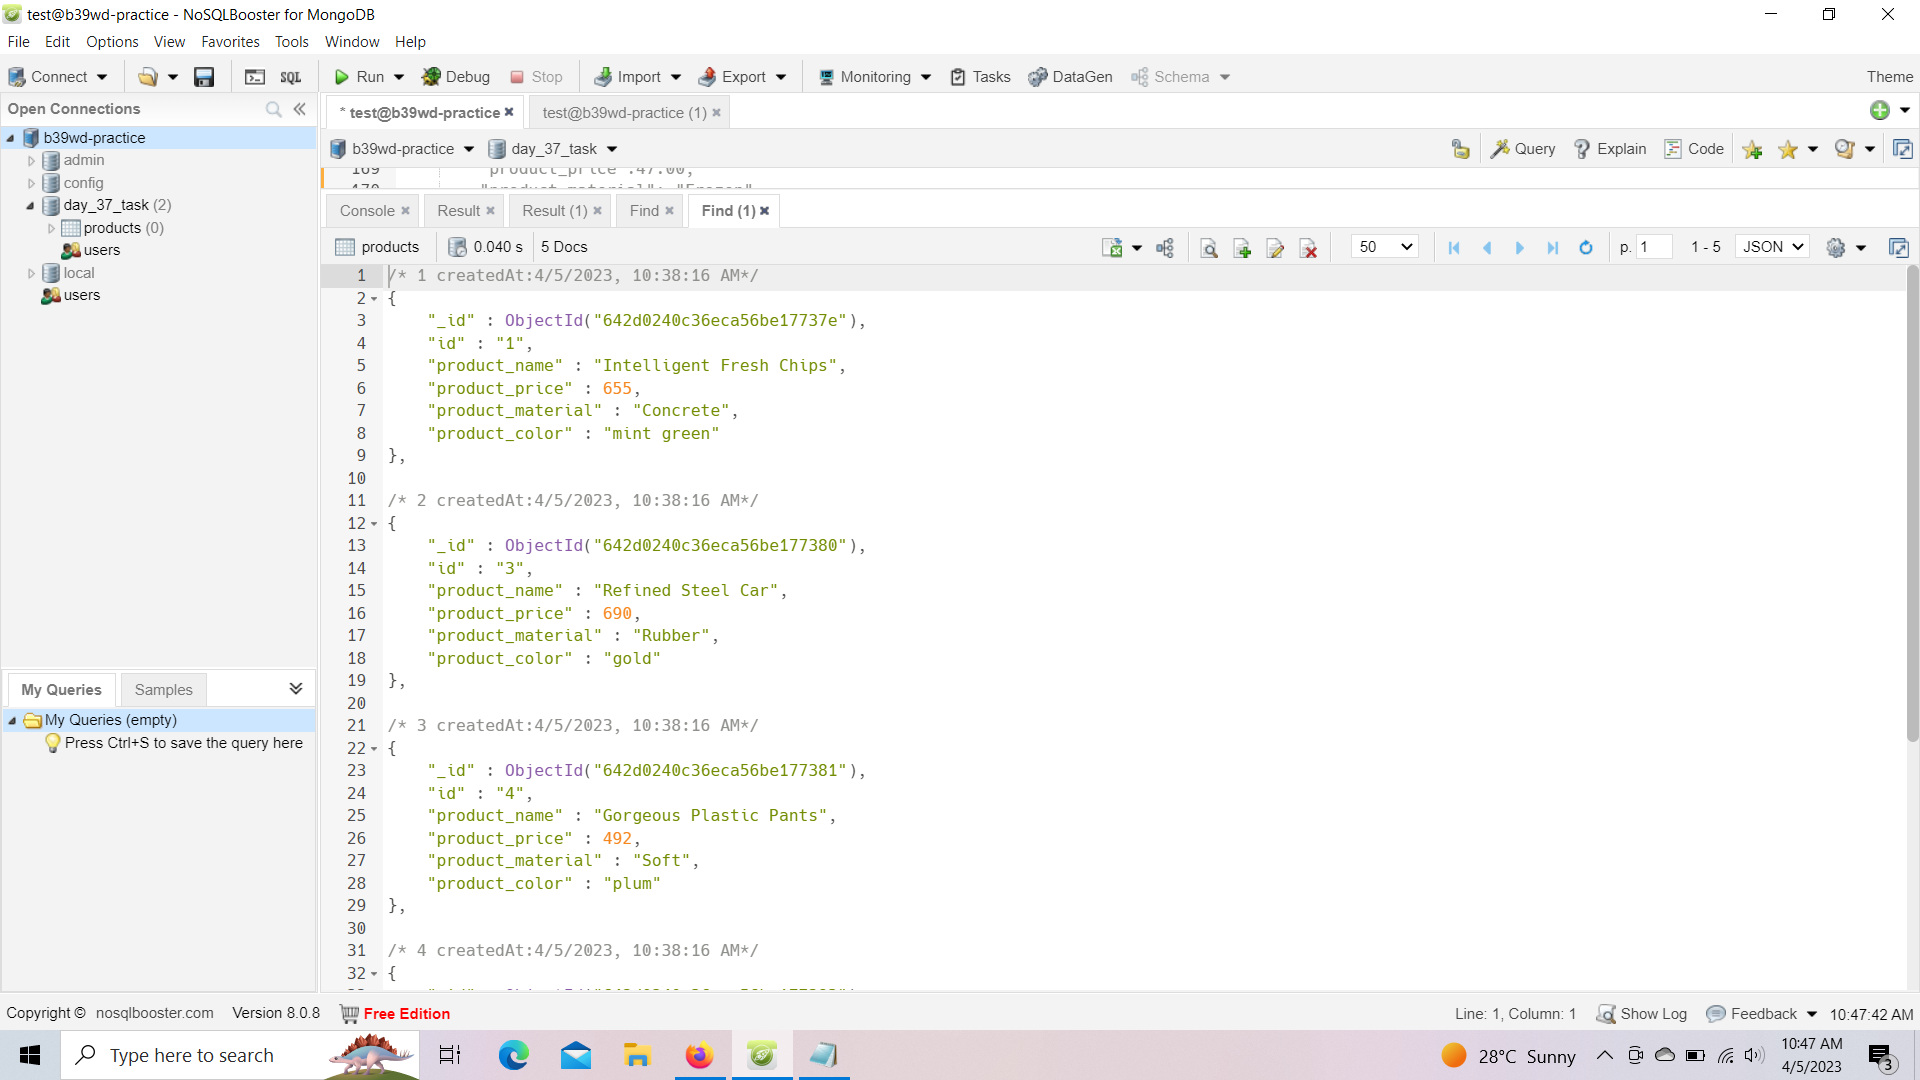 test@b39wd-practice - NoSQLBooster for MongoDB
File Edit Options View Favorites Tools Window Help
Connect SQL Run Debug Stop Import Export Monitoring Tasks DataGen Schema Theme
Open Connections
* test@b39wd-practice test@b39wd-practice (1)
b39wd-practice
admin
config
day_37_task (2)
products (0)
users
local
users
b39wd-practice day_37_task Query Explain Code
169 product_price :47.00,
170 "product_material": "Frozen"
Console Result Result (1) Find Find (1)
products 0.040 s 5 Docs 50 p. 1 1 - 5 JSON
1 /* 1 createdAt:4/5/2023, 10:38:16 AM*/
2 {
3 "_id" : ObjectId("642d0240c36eca56be17737e"),
4 "id" : "1",
5 "product_name" : "Intelligent Fresh Chips",
6 "product_price" : 655,
7 "product_material" : "Concrete",
8 "product_color" : "mint green"
9 },
10
11 /* 2 createdAt:4/5/2023, 10:38:16 AM*/
12 {
13 "_id" : ObjectId("642d0240c36eca56be177380"),
14 "id" : "3",
15 "product_name" : "Refined Steel Car",
16 "product_price" : 690,
17 "product_material" : "Rubber",
18 "product_color" : "gold"
19 },
20
21 /* 3 createdAt:4/5/2023, 10:38:16 AM*/
22 {
23 "_id" : ObjectId("642d0240c36eca56be177381"),
24 "id" : "4",
25 "product_name" : "Gorgeous Plastic Pants",
26 "product_price" : 492,
27 "product_material" : "Soft",
28 "product_color" : "plum"
29 },
30
31 /* 4 createdAt:4/5/2023, 10:38:16 AM*/
32 {
My Queries Samples
My Queries (empty)
Press Ctrl+S to save the query here
Copyright © nosqlbooster.com Version 8.0.8 Free Edition Line: 1, Column: 1 Show Log Feedback 10:47:42 AM
Type here to search 28°C Sunny 10:47 AM
4/5/2023 3